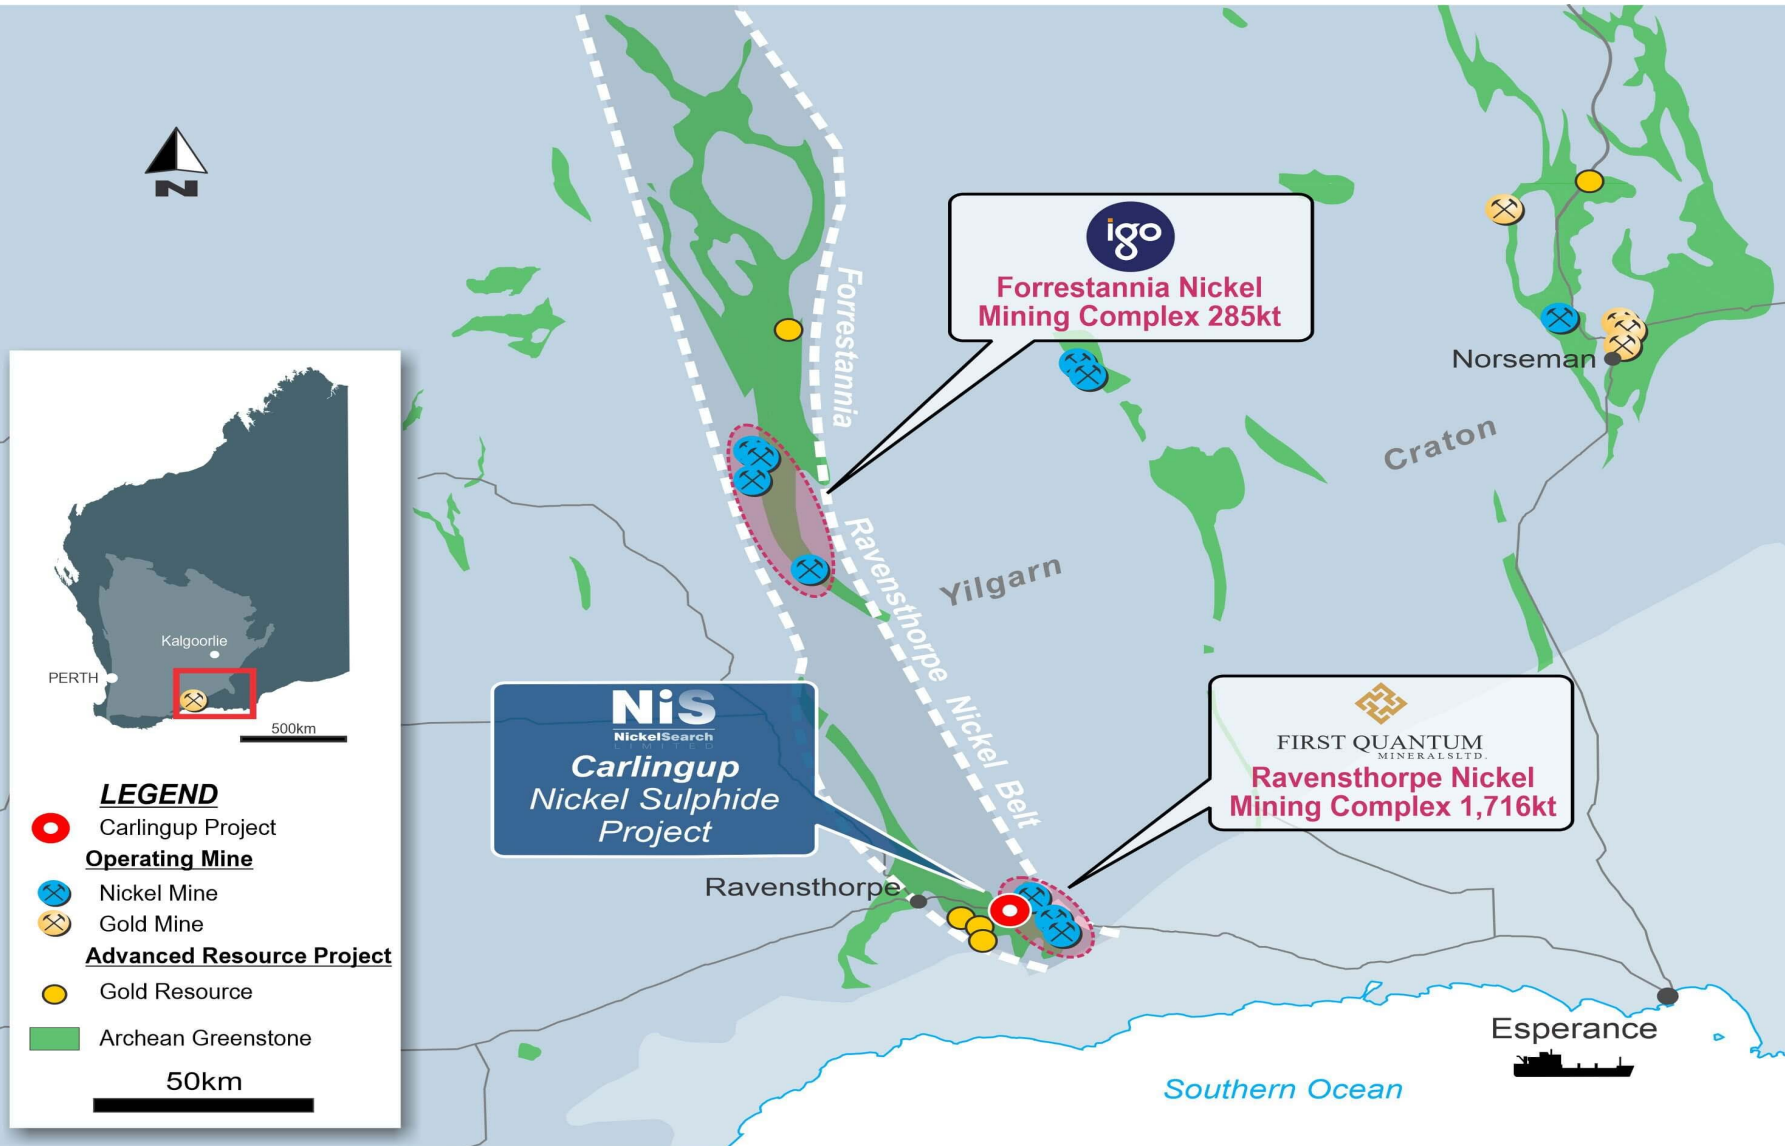 N
igo
Forrestannia Nickel
Mining Complex 285kt
Forrestannia
Norseman
Craton
Yilgarn
Ravensthorpe Nickel Belt
Kalgoorlie
PERTH
500km
NiS
NickelSearch
LIMITED
Carlingup
Nickel Sulphide
Project
FIRST QUANTUM
MINERALSLTD.
Ravensthorpe Nickel
Mining Complex 1,716kt
Ravensthorpe
LEGEND
Carlingup Project
Operating Mine
Nickel Mine
Gold Mine
Advanced Resource Project
Gold Resource
Archean Greenstone
50km
Esperance
Southern Ocean